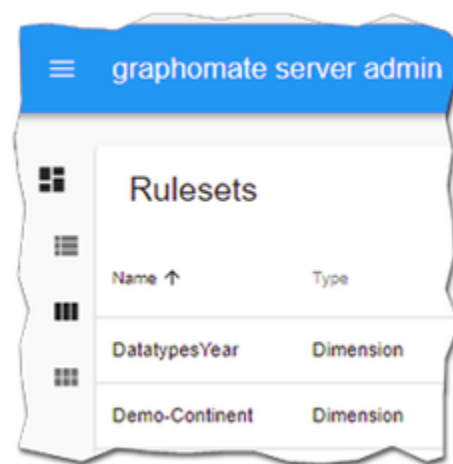 graphomate server admin
Rulesets
Name ↑ Type
DatatypesYear Dimension
Demo-Continent Dimension